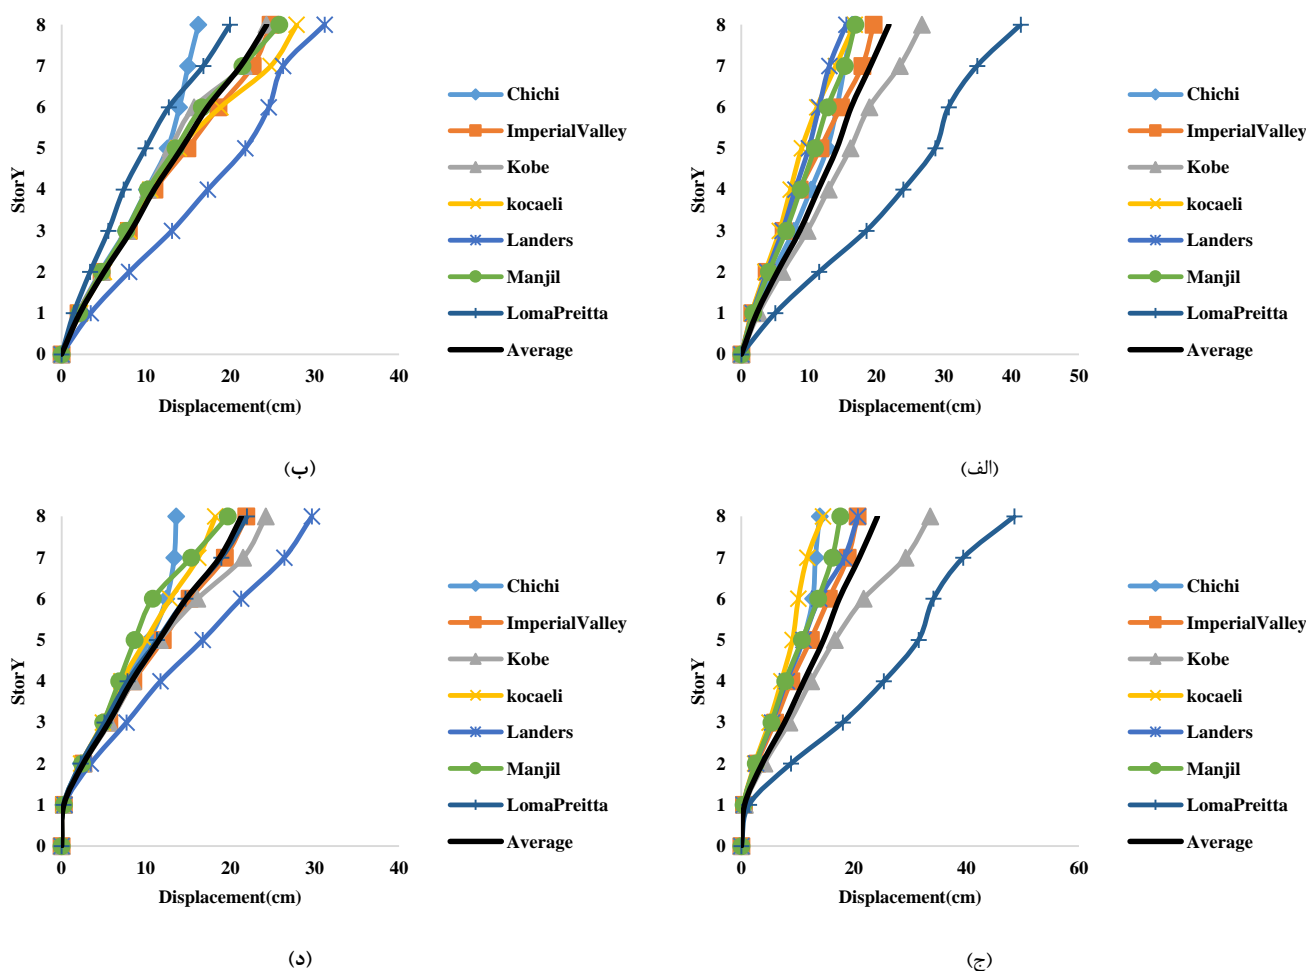 8
7
6
5
4
3
2
1
0
StorY
0 10 20 30 40
Displacement(cm)
Chichi
ImperialValley
Kobe
kocaeli
Landers
Manjil
LomaPreitta
Average
(ب)
8
7
6
5
4
3
2
1
0
StorY
0 10 20 30 40 50
Displacement(cm)
Chichi
ImperialValley
Kobe
kocaeli
Landers
Manjil
LomaPreitta
Average
(الف)
8
7
6
5
4
3
2
1
0
StorY
0 10 20 30 40
Displacement(cm)
Chichi
ImperialValley
Kobe
kocaeli
Landers
Manjil
LomaPreitta
Average
(د)
8
7
6
5
4
3
2
1
0
StorY
0 20 40 60
Displacement(cm)
Chichi
ImperialValley
Kobe
kocaeli
Landers
Manjil
LomaPreitta
Average
(ج)